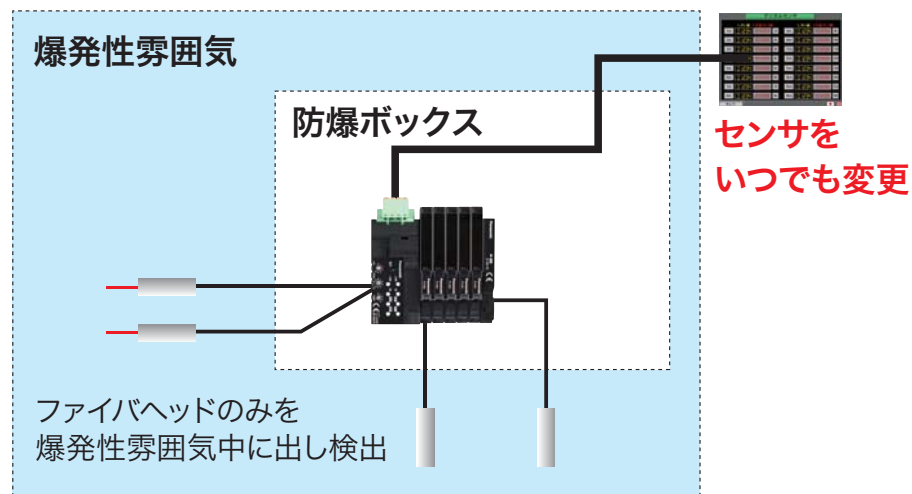 爆発性雰囲気
防爆ボックス
センサを
いつでも変更
ファイバヘッドのみを
爆発性雰囲気中に出し検出